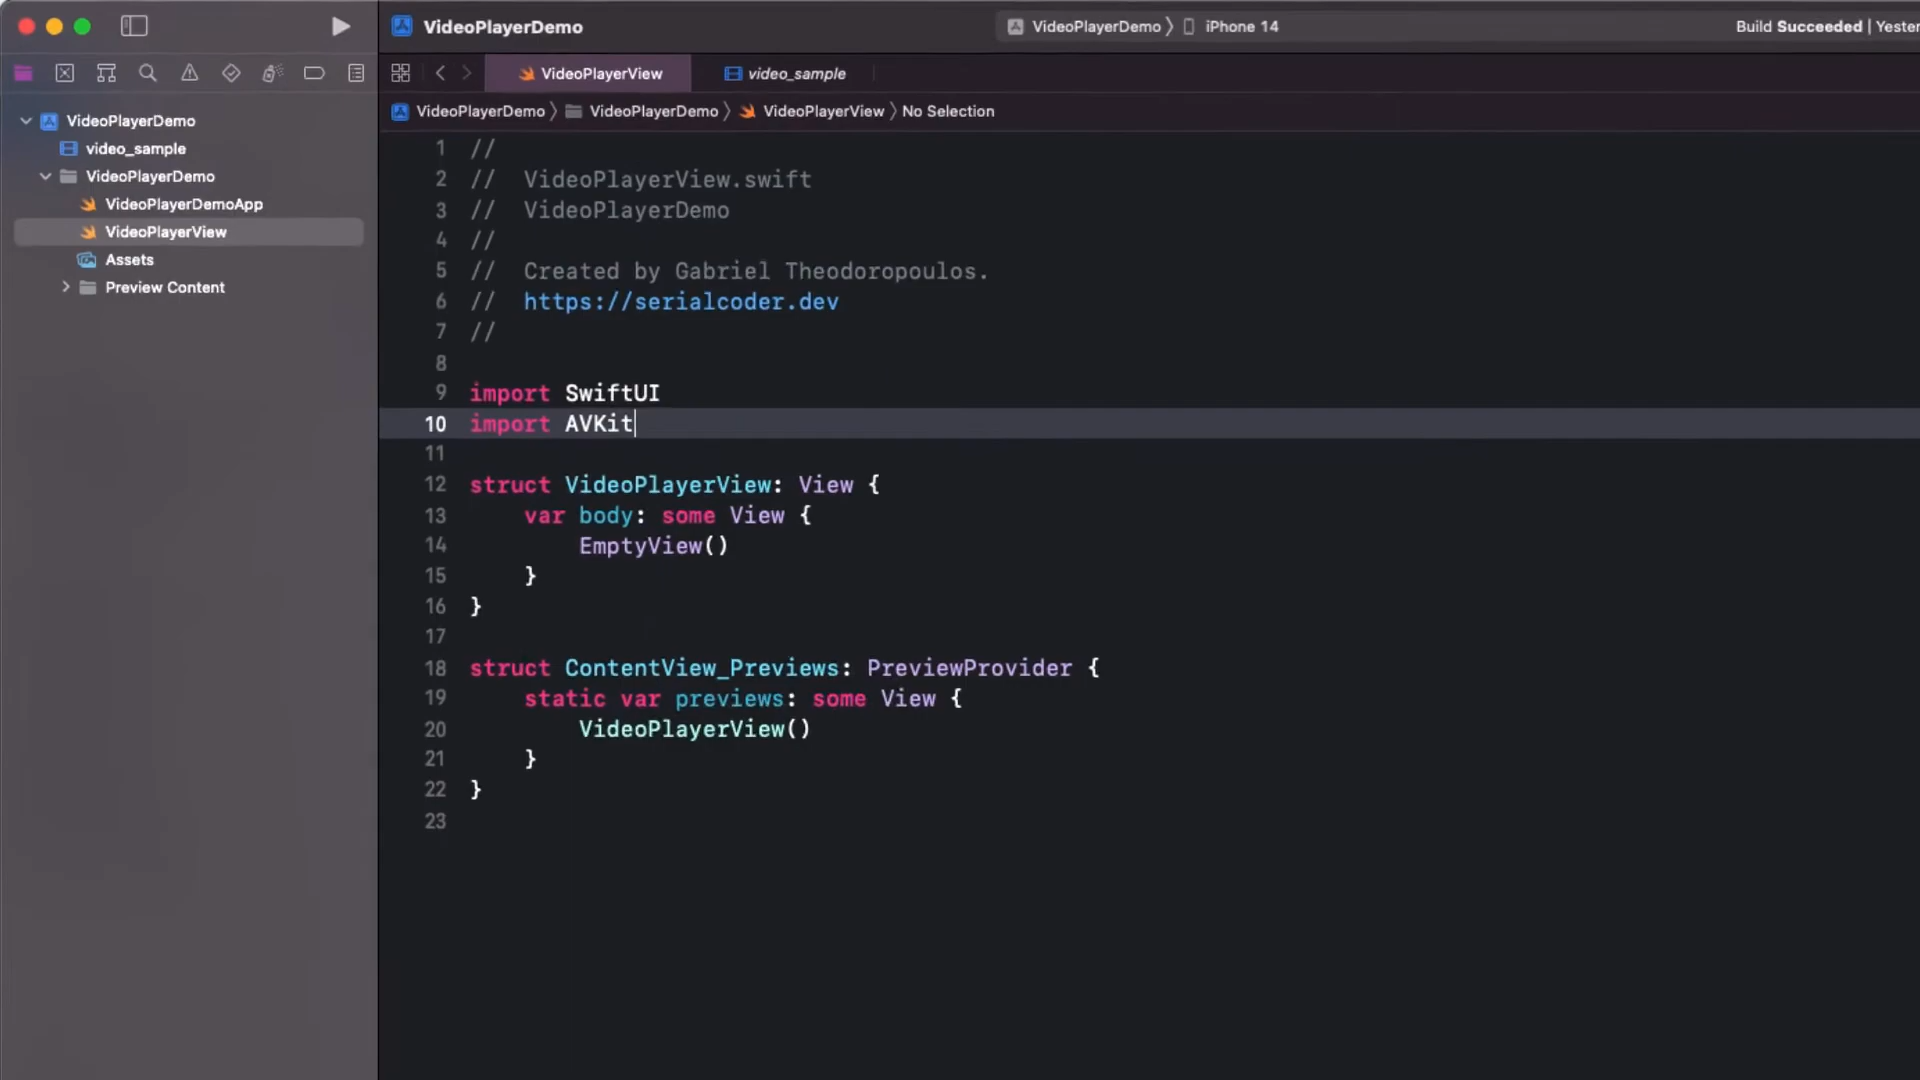 VideoPlayerDemo
VideoPlayerDemo 〉 iPhone 14
Build Succeeded | Yester
VideoPlayerView
video_sample
VideoPlayerDemo 〉 VideoPlayerDemo 〉 VideoPlayerView 〉 No Selection
VideoPlayerDemo
video_sample
VideoPlayerDemo
VideoPlayerDemoApp
VideoPlayerView
Assets
Preview Content
1 //
2 //  VideoPlayerView.swift
3 //  VideoPlayerDemo
4 //
5 //  Created by Gabriel Theodoropoulos.
6 //  https://serialcoder.dev
7 //
8
9 import SwiftUI
10 import AVKit
11
12 struct VideoPlayerView: View {
13     var body: some View {
14         EmptyView()
15     }
16 }
17
18 struct ContentView_Previews: PreviewProvider {
19     static var previews: some View {
20         VideoPlayerView()
21     }
22 }
23